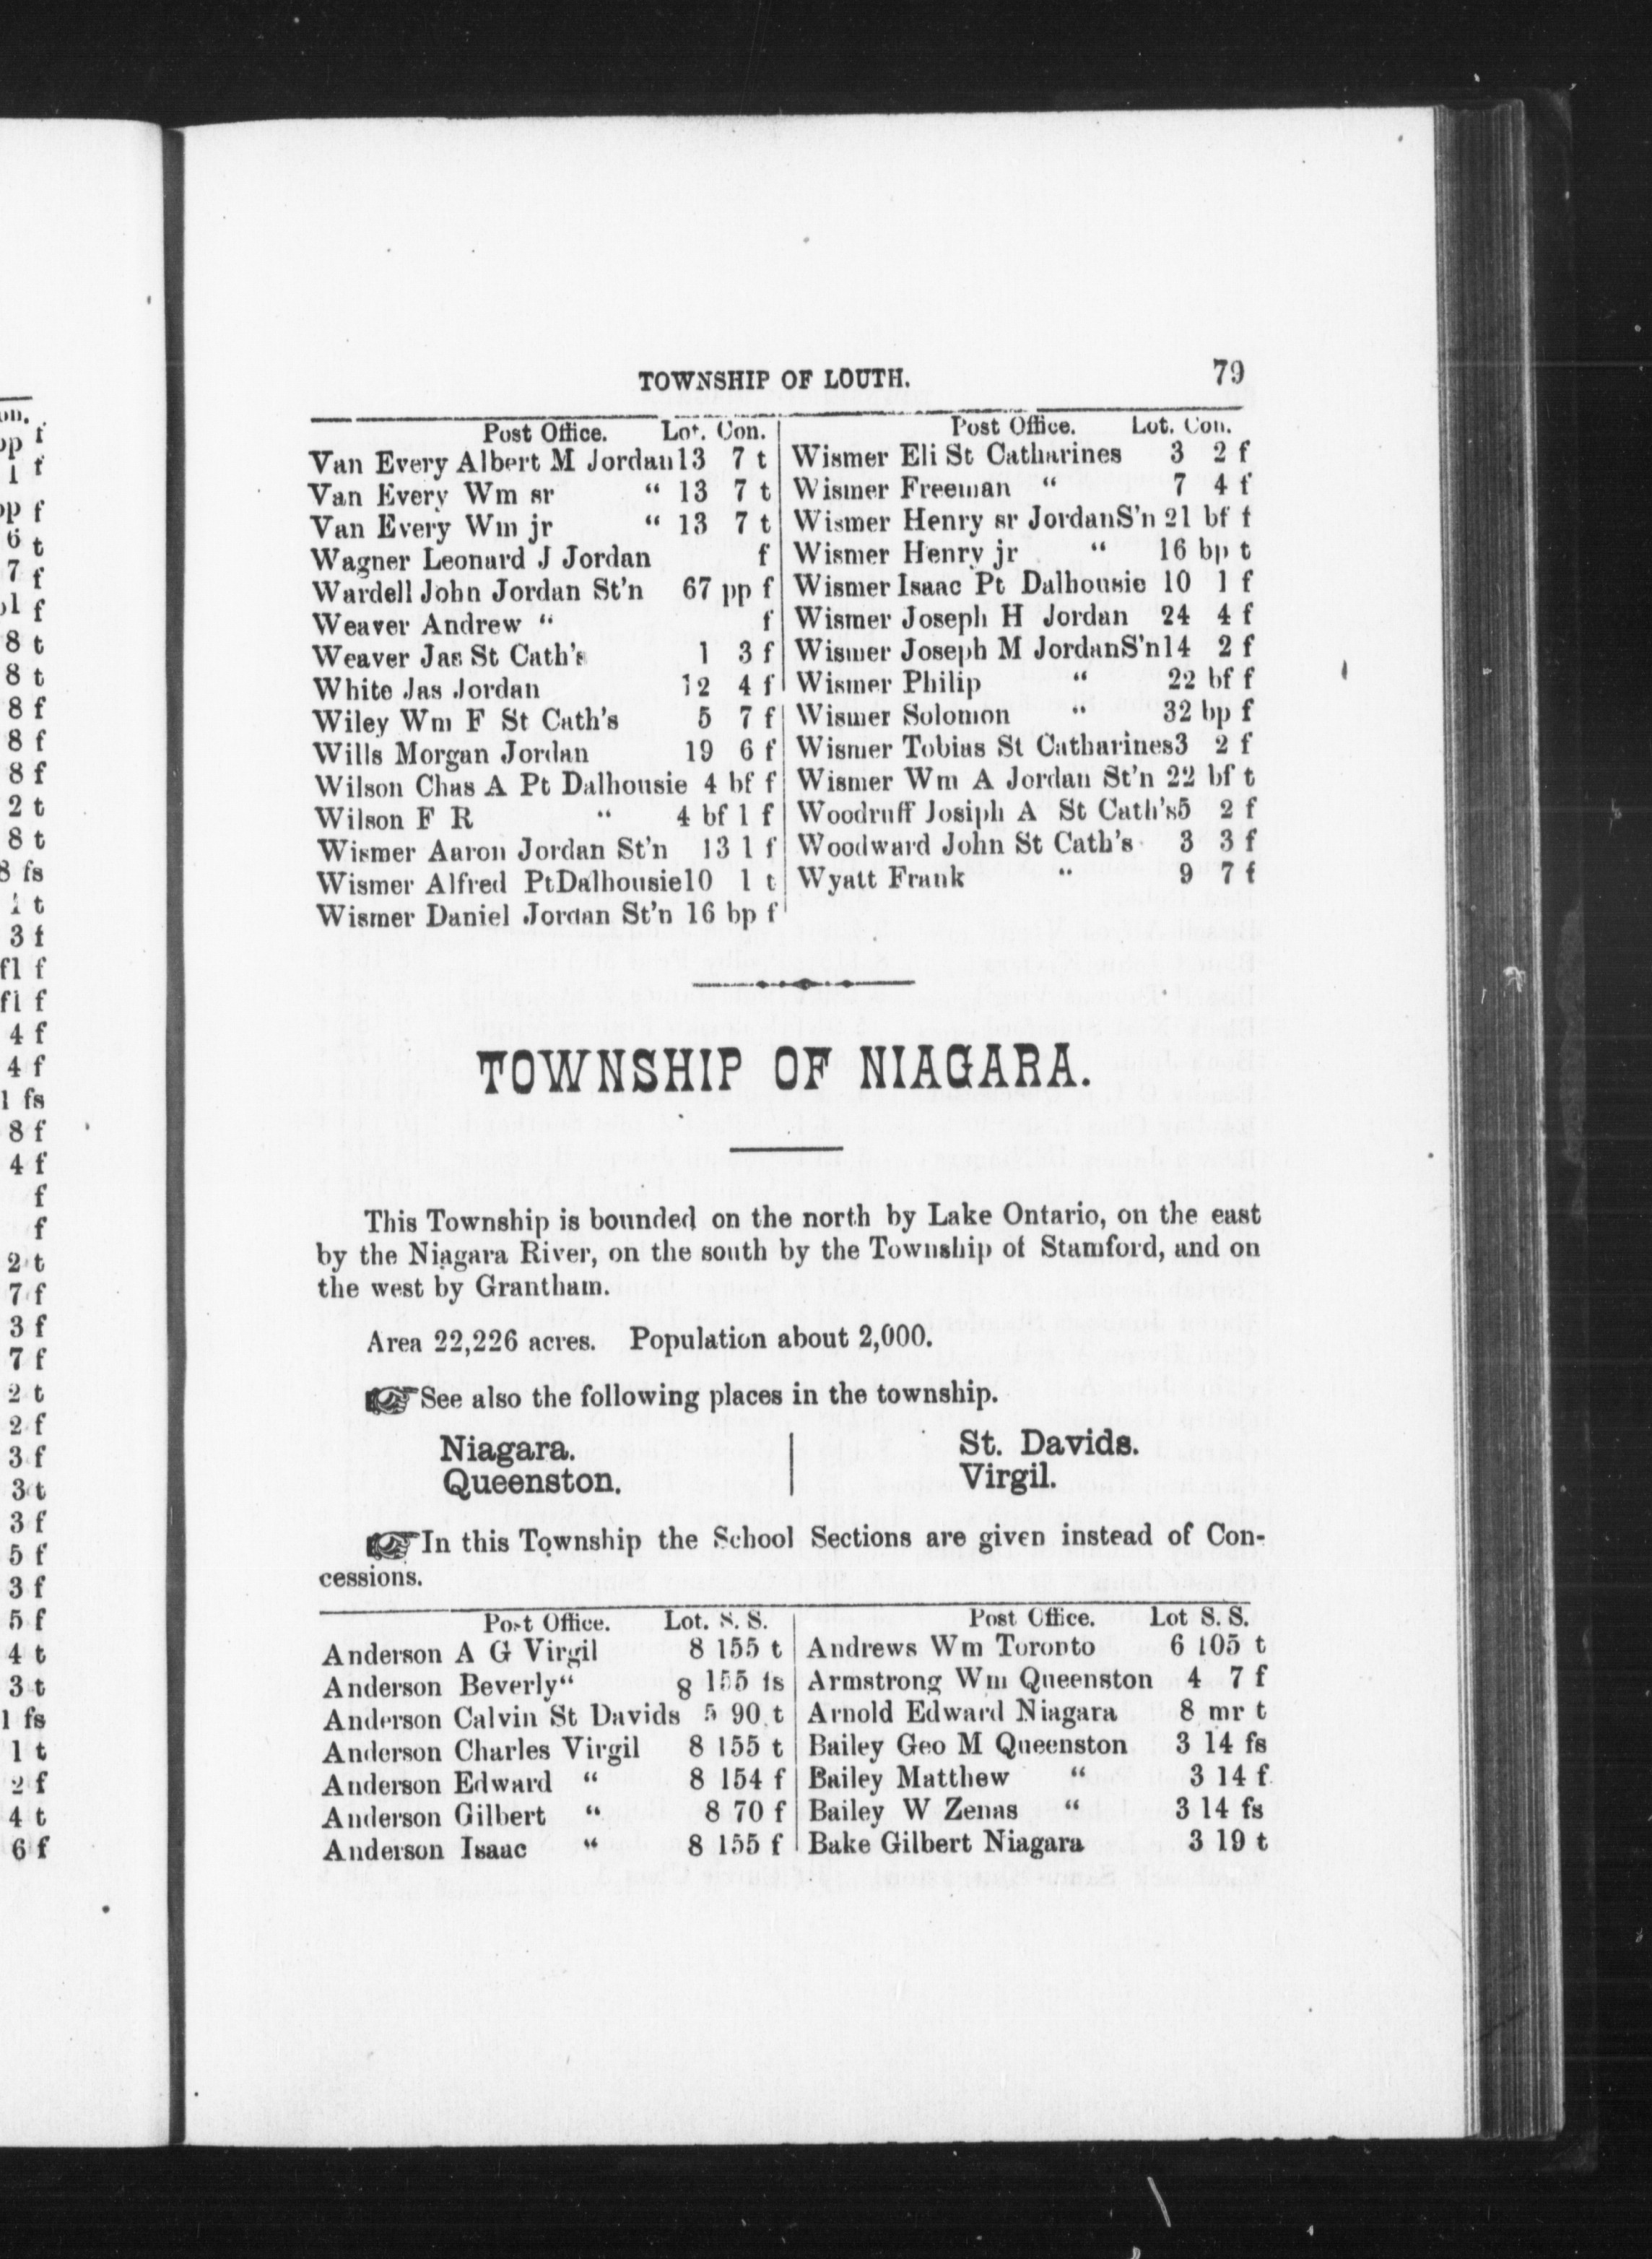 TOWNSHIP OF LOUTH. 79
Post Office. Lot. Con.
Van Every Albert M Jordan13 7 t
Van Every Wm sr “ 13 7 t
Van Every Wm jr “ 13 7 t
Wagner Leonard J Jordan f
Wardell John Jordan St'n 67 pp f
Weaver Andrew “ f
Weaver Jas St Cath's 1 3 f
White Jas Jordan 12 4 f
Wiley Wm F St Cath's 5 7 f
Wills Morgan Jordan 19 6 f
Wilson Chas A Pt Dalhousie 4 bf f
Wilson F R “ 4 bf 1 f
Wismer Aaron Jordan St'n 13 1 f
Wismer Alfred PtDalhousie10 1 t
Wismer Daniel Jordan St'n 16 bp f
Post Office. Lot. Con.
Wismer Eli St Catharines 3 2 f
Wismer Freeman “ 7 4 f
Wismer Henry sr JordanS'n 21 bf f
Wismer Henry jr “ 16 bp t
Wismer Isaac Pt Dalhousie 10 1 f
Wismer Joseph H Jordan 24 4 f
Wismer Joseph M JordanS'n14 2 f
Wismer Philip “ 22 bf f
Wismer Solomon “ 32 bp f
Wismer Tobias St Catharines3 2 f
Wismer Wm A Jordan St'n 22 bf t
Woodruff Josiph A St Cath's5 2 f
Woodward John St Cath's 3 3 f
Wyatt Frank “ 9 7 f
TOWNSHIP OF NIAGARA.
This Township is bounded on the north by Lake Ontario, on the east
by the Niagara River, on the south by the Township of Stamford, and on
the west by Grantham.
Area 22,226 acres. Population about 2,000.
See also the following places in the township.
Niagara.
Queenston.
St. Davids.
Virgil.
In this Township the School Sections are given instead of Con-
cessions.
Post Office. Lot. S. S.
Anderson A G Virgil 8 155 t
Anderson Beverly“ 8 155 fs
Anderson Calvin St Davids 5 90 t
Anderson Charles Virgil 8 155 t
Anderson Edward “ 8 154 f
Anderson Gilbert “ 8 70 f
Anderson Isaac “ 8 155 f
Post Office. Lot S. S.
Andrews Wm Toronto 6 105 t
Armstrong Wm Queenston 4 7 f
Arnold Edward Niagara 8 mr t
Bailey Geo M Queenston 3 14 fs
Bailey Matthew “ 3 14 f
Bailey W Zenas “ 3 14 fs
Bake Gilbert Niagara 3 19 t